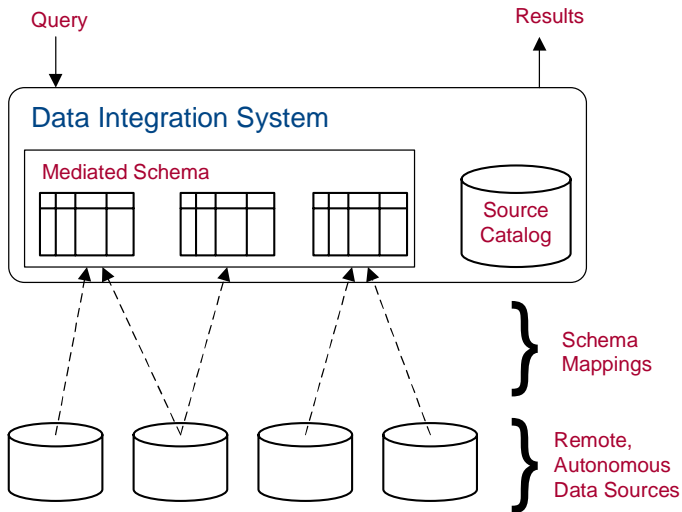 Query
Results
Data Integration System
Mediated Schema
Source
Catalog
Schema
Mappings
Remote,
Autonomous
Data Sources